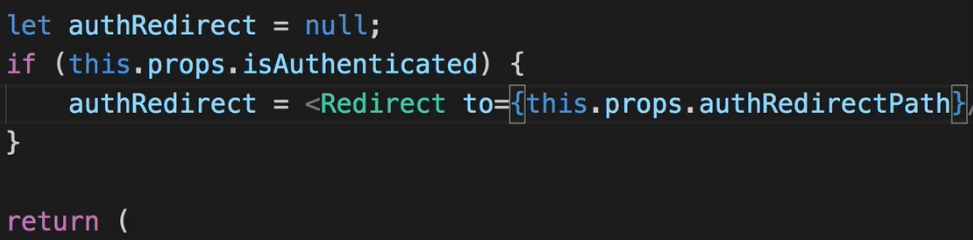 let authRedirect = null;
if (this.props.isAuthenticated) {
authRedirect = <Redirect to={this.props.authRedirectPath}/
}
return (